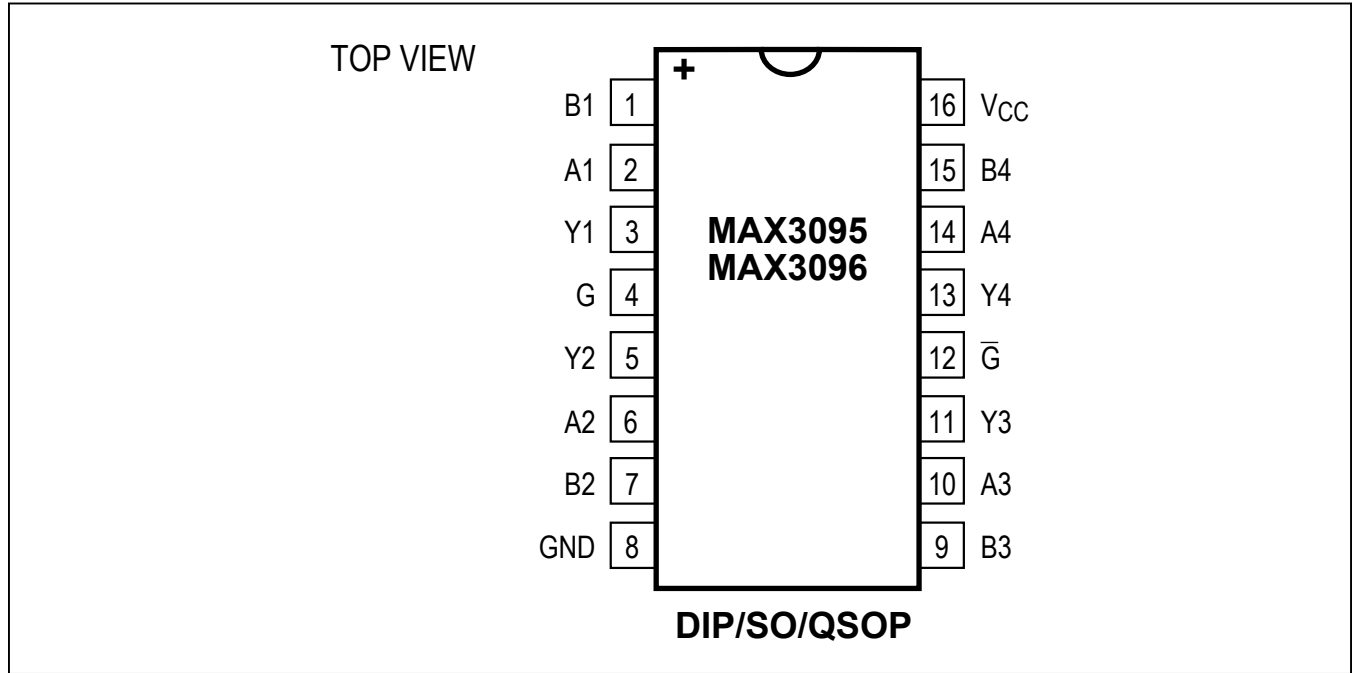 TOP VIEW
+
B1 1
A1 2
Y1 3
G 4
Y2 5
A2 6
B2 7
GND 8
MAX3095
MAX3096
16 VCC
15 B4
14 A4
13 Y4
12 G̅
11 Y3
10 A3
9 B3
DIP/SO/QSOP